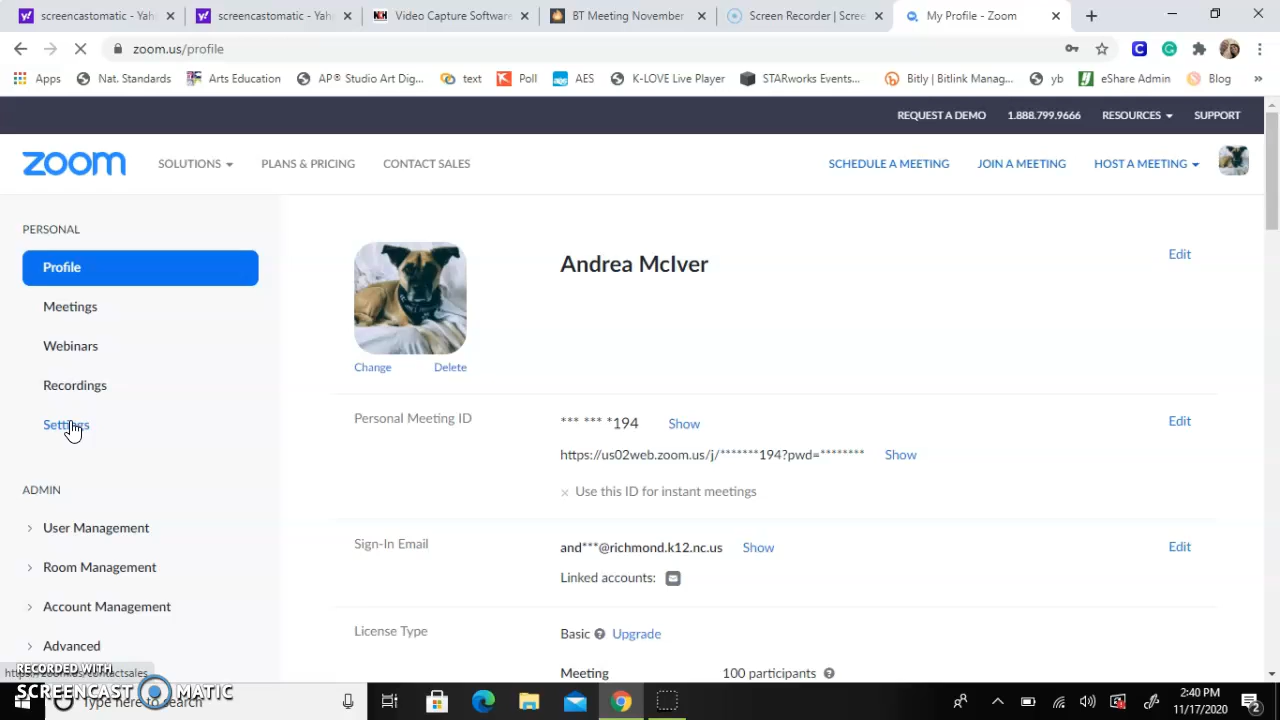 screencastomatic - Yah
screencastomatic - Yah
Video Capture Software
BT Meeting November
Screen Recorder | Scree
My Profile - Zoom
zoom.us/profile
Apps
Nat. Standards
Arts Education
AP® Studio Art Dig...
text
Poll
AES
K-LOVE Live Player
STARworks Events...
Bitly | Bitlink Manag...
yb
eShare Admin
Blog
»
REQUEST A DEMO
1.888.799.9666
RESOURCES
SUPPORT
zoom
SOLUTIONS
PLANS & PRICING
CONTACT SALES
SCHEDULE A MEETING
JOIN A MEETING
HOST A MEETING
PERSONAL
Profile
Meetings
Webinars
Recordings
Settings
ADMIN
User Management
Room Management
Account Management
Advanced
Andrea McIver
Edit
Change
Delete
Personal Meeting ID
*** *** *194
Show
Edit
https://us02web.zoom.us/j/*******194?pwd=********
Show
Use this ID for instant meetings
Sign-In Email
and***@richmond.k12.nc.us
Show
Edit
Linked accounts:
License Type
Basic
Upgrade
Meeting
100 participants
https://zoom.us/contactsales
RECORDED WITH
SCREENCAST MATIC
Type here to search
2:40 PM
11/17/2020
2